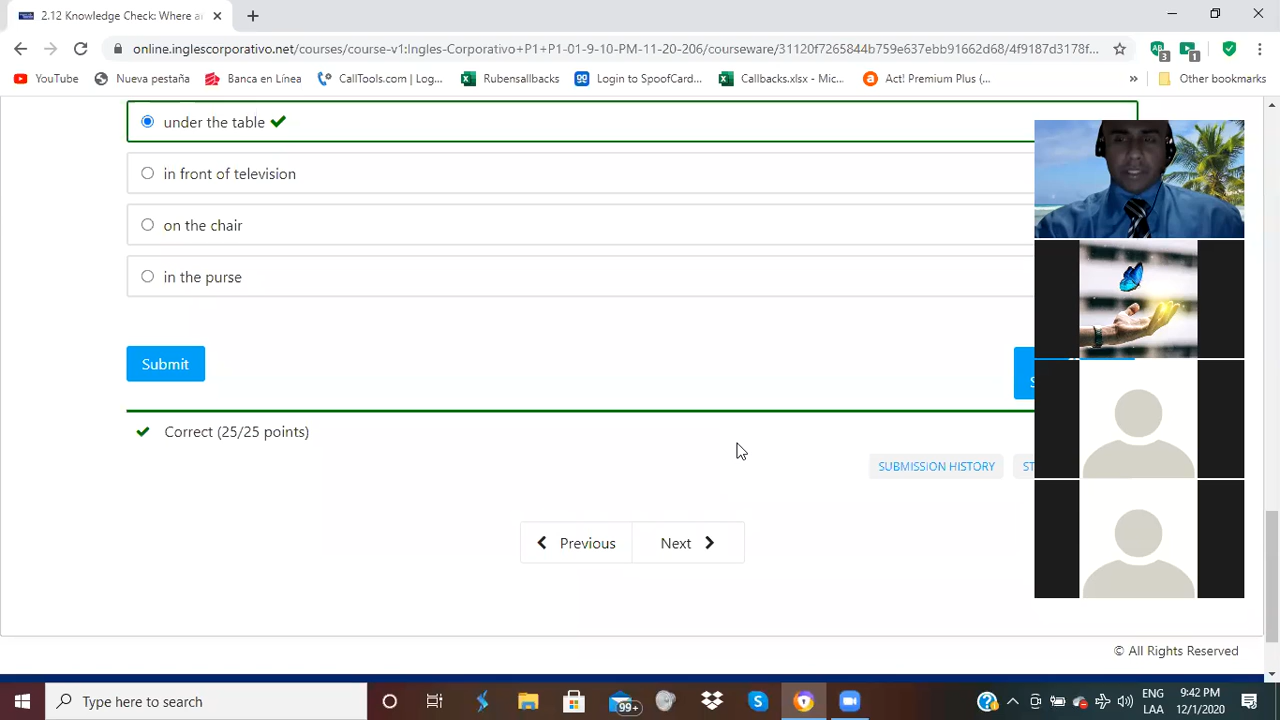 2.12 Knowledge Check: Where a
online.inglescorporativo.net/courses/course-v1:Ingles-Corporativo+P1+P1-01-9-10-PM-11-20-206/courseware/31120f7265844b759e637ebb91662d68/4f9187d3178f...
3
1
YouTube
Nueva pestaña
Banca en Línea
CallTools.com | Log...
Rubensallbacks
Login to SpoofCard...
Callbacks.xlsx - Mic...
Act! Premium Plus (...
»
Other bookmarks
under the table
in front of television
on the chair
in the purse
Submit
S
Correct (25/25 points)
SUBMISSION HISTORY
ST
Previous
Next
© All Rights Reserved
Type here to search
99+
ENG
LAA
9:42 PM
12/1/2020